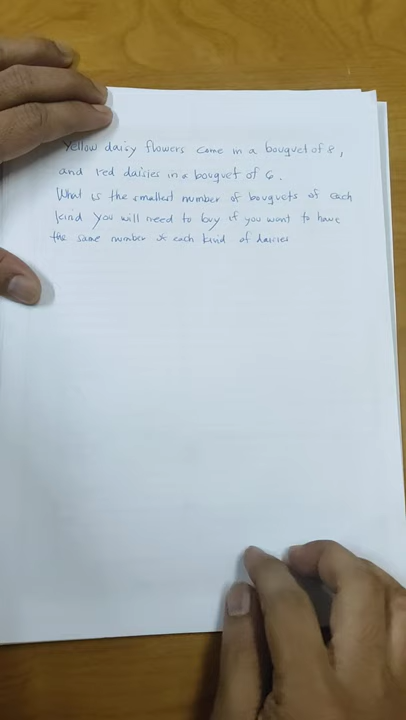 Yellow daisy flowers come in a bouquet of 8,
and red daisies in a bouquet of 6.
What is the smallest number of bouquets of each
kind you will need to buy if you want to have
the same number of each kind of daisies